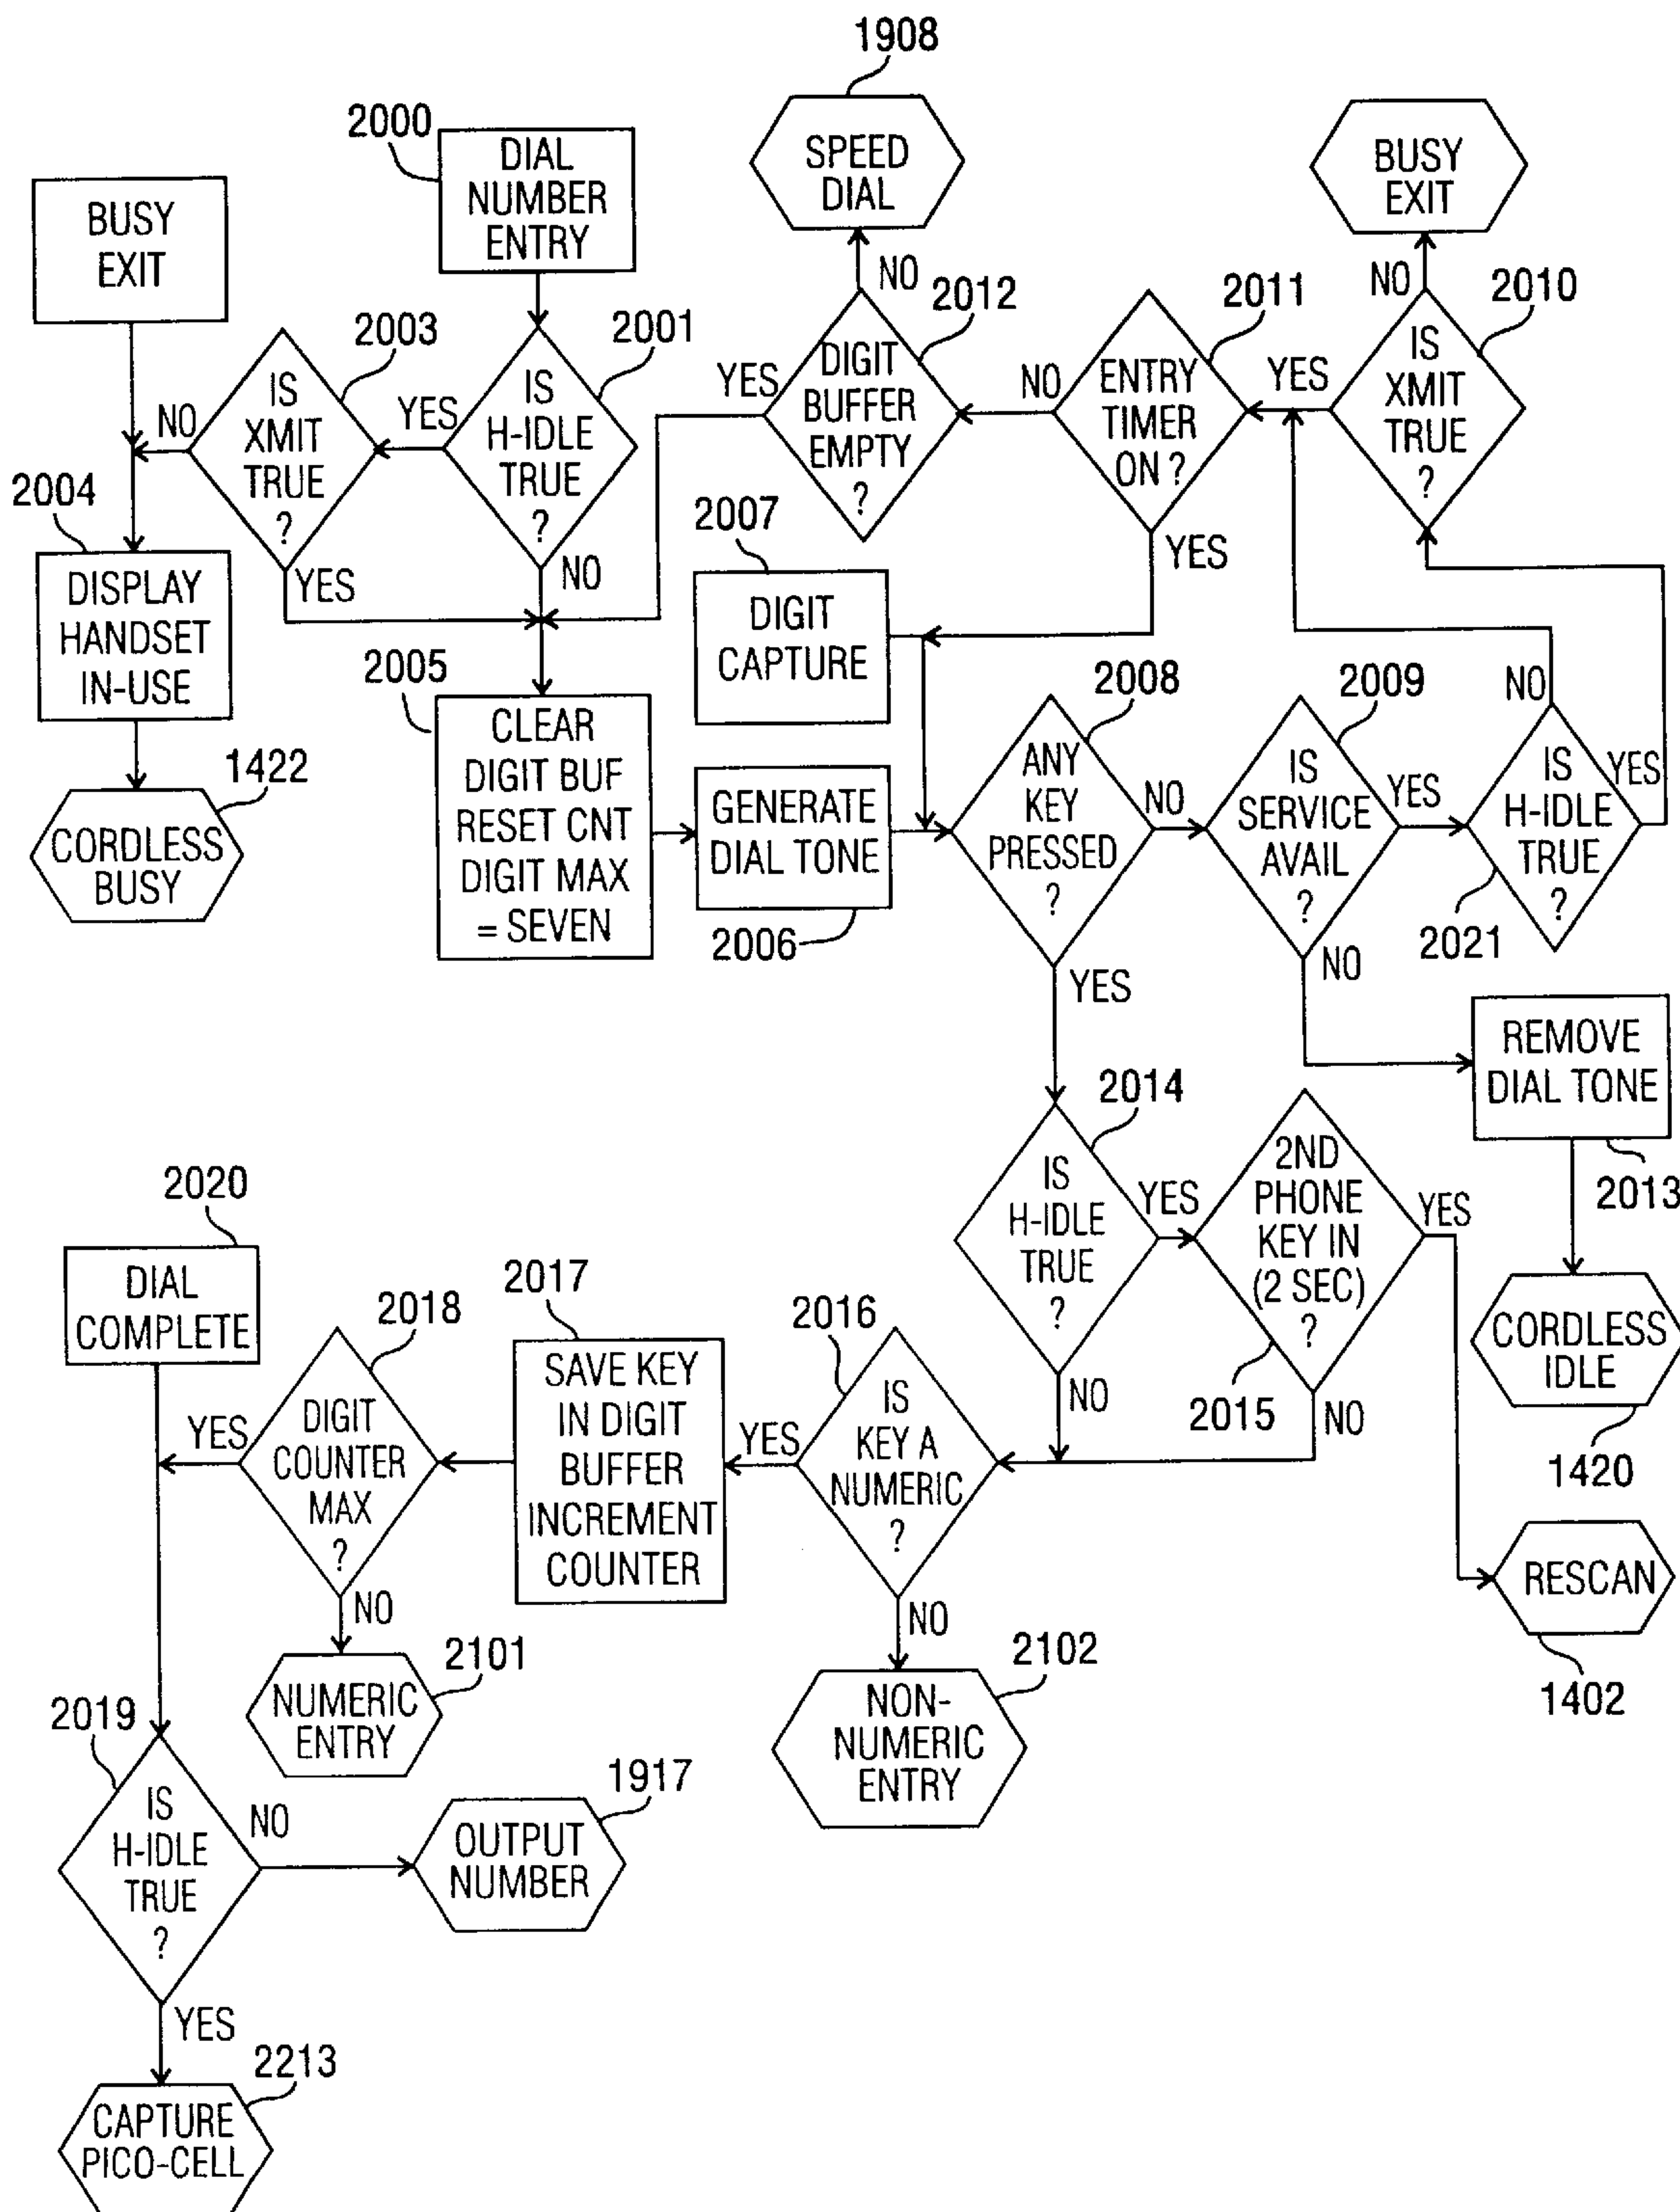 1908
SPEED
DIAL
BUSY
EXIT
2000
DIAL
NUMBER
ENTRY
BUSY
EXIT
2003
IS
XMIT
TRUE
?
NO
YES
2001
IS
H-IDLE
TRUE
?
YES
NO
2012
DIGIT
BUFFER
EMPTY
?
NO
YES
2011
ENTRY
TIMER
ON ?
NO
YES
2010
IS
XMIT
TRUE
?
NO
YES
2004
DISPLAY
HANDSET
IN-USE
1422
CORDLESS
BUSY
2005
CLEAR
DIGIT BUF
RESET CNT
DIGIT MAX
= SEVEN
2007
DIGIT
CAPTURE
GENERATE
DIAL TONE
2006
2008
ANY
KEY
PRESSED
?
NO
YES
2009
IS
SERVICE
AVAIL
?
YES
NO
IS
H-IDLE
TRUE
?
2021
NO
YES
REMOVE
DIAL TONE
2013
CORDLESS
IDLE
1420
2014
IS
H-IDLE
TRUE
?
YES
NO
2ND
PHONE
KEY IN
(2 SEC)
?
2015
YES
NO
RESCAN
1402
2016
IS
KEY A
NUMERIC
?
YES
NO
2102
NON-
NUMERIC
ENTRY
2017
SAVE KEY
IN DIGIT
BUFFER
INCREMENT
COUNTER
2018
DIGIT
COUNTER
MAX
?
YES
NO
2101
NUMERIC
ENTRY
2020
DIAL
COMPLETE
2019
IS
H-IDLE
TRUE
?
NO
YES
1917
OUTPUT
NUMBER
2213
CAPTURE
PICO-CELL